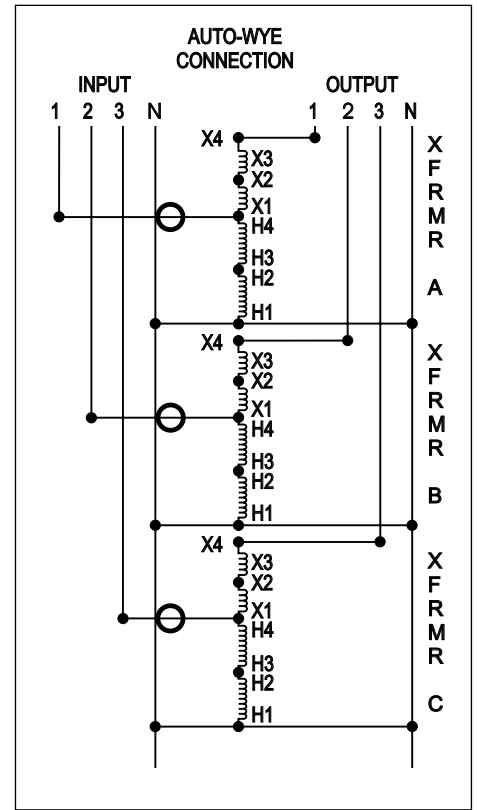 AUTO-WYE
CONNECTION
INPUT OUTPUT
1 2 3 N 1 2 3 N
X4
X3
X2
X1
H4
H3
H2
H1
X
F
R
M
R
A
X4
X3
X2
X1
H4
H3
H2
H1
X
F
R
M
R
B
X4
X3
X2
X1
H4
H3
H2
H1
X
F
R
M
R
C